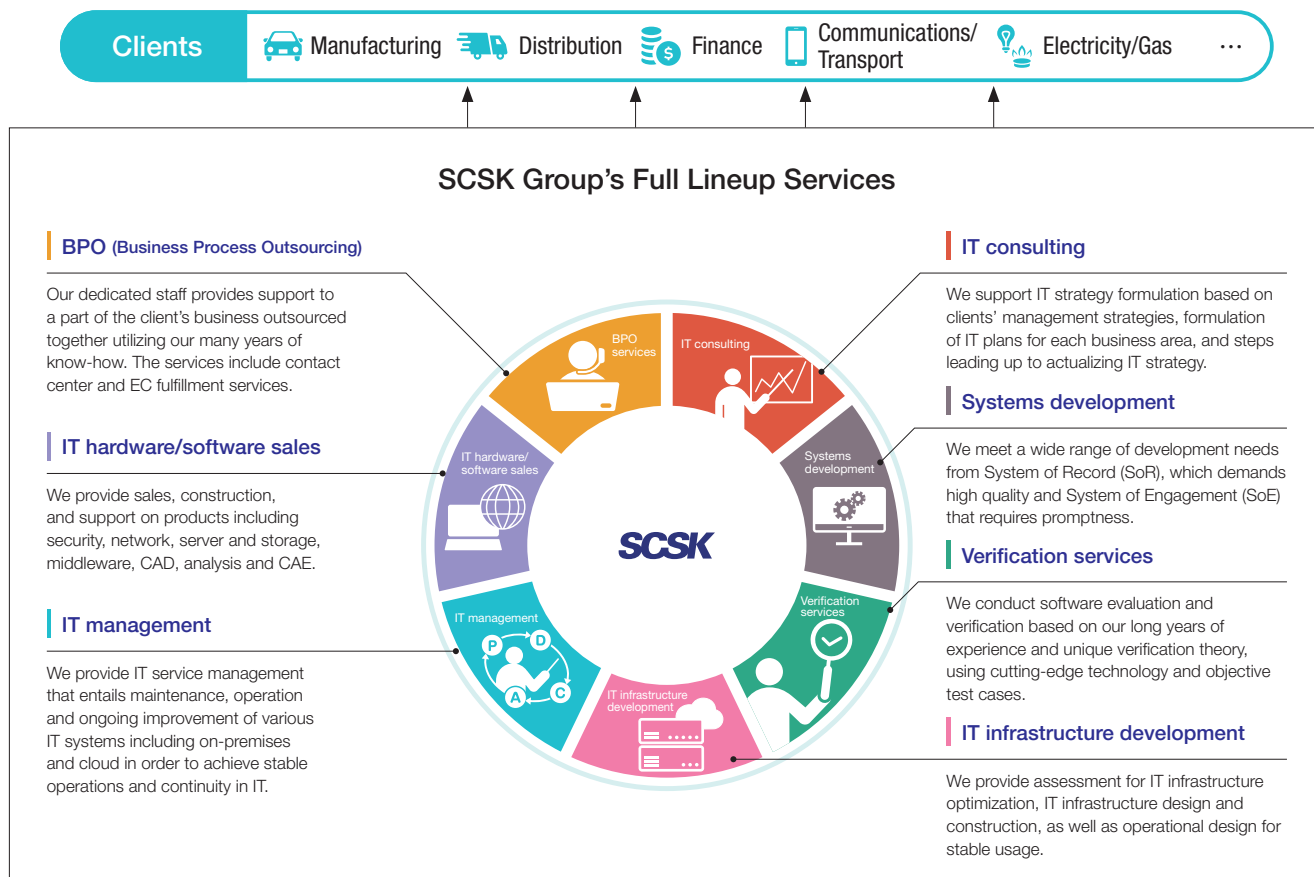 Clients
Manufacturing
Distribution
Finance
Communications/
Transport
Electricity/Gas
...
SCSK Group's Full Lineup Services
BPO (Business Process Outsourcing)
Our dedicated staff provides support to
a part of the client's business outsourced
together utilizing our many years of
know-how. The services include contact
center and EC fulfillment services.
IT hardware/software sales
We provide sales, construction,
and support on products including
security, network, server and storage,
middleware, CAD, analysis and CAE.
IT management
We provide IT service management
that entails maintenance, operation
and ongoing improvement of various
IT systems including on-premises
and cloud in order to achieve stable
operations and continuity in IT.
BPO
services
IT consulting
IT hardware/
software sales
Systems
development
SCSK
IT management
P
D
A
C
Verification
services
IT infrastructure
development
IT consulting
We support IT strategy formulation based on
clients' management strategies, formulation
of IT plans for each business area, and steps
leading up to actualizing IT strategy.
Systems development
We meet a wide range of development needs
from System of Record (SoR), which demands
high quality and System of Engagement (SoE)
that requires promptness.
Verification services
We conduct software evaluation and
verification based on our long years of
experience and unique verification theory,
using cutting-edge technology and objective
test cases.
IT infrastructure development
We provide assessment for IT infrastructure
optimization, IT infrastructure design and
construction, as well as operational design for
stable usage.